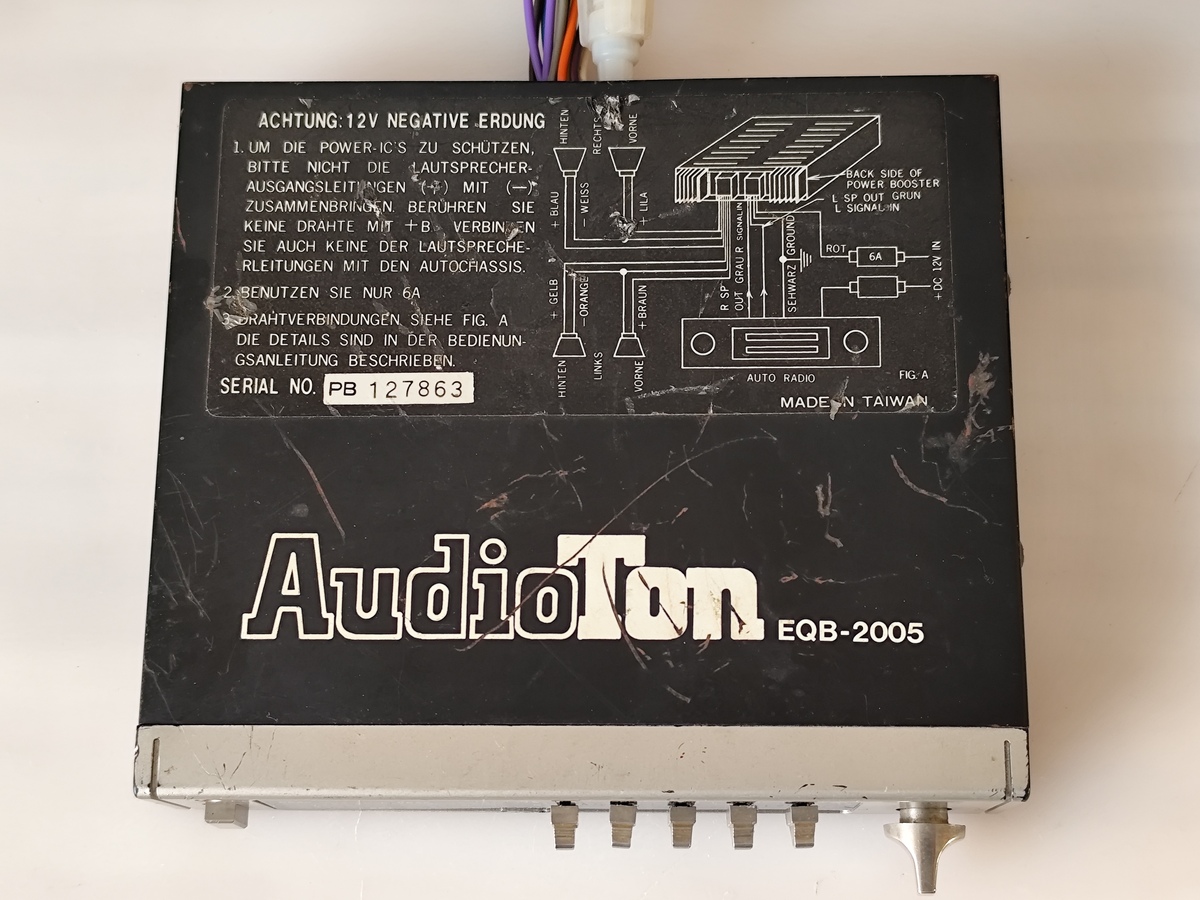 ACHTUNG: 12V NEGATIVE ERDUNG
1. UM DIE POWER-IC'S ZU SCHÜTZEN,
BITTE NICHT DIE LAUTSPRECHER-
AUSGANGSLEITUNGEN (+) MIT (—)
ZUSAMMENBRINGEN. BERÜHREN SIE
KEINE DRAHTE MIT +B. VERBINDEN
SIE AUCH KEINE DER LAUTSPRECHE-
RLEITUNGEN MIT DEN AUTOCHASSIS.
2. BENUTZEN SIE NUR 6A
3. DRAHTVERBINDUNGEN SIEHE FIG. A
DIE DETAILS SIND IN DER BEDIENUN-
GSANLEITUNG BESCHRIEBEN.
SERIAL NO. PB 127863
HINTEN
RECHTS
VORNE
+ BLAU
- WEISS
+ LILA
+ GELB
- ORANGE
+ BRAUN
HINTEN
LINKS
VORNE
BACK SIDE OF
POWER BOOSTER
L SP OUT GRUN
L SIGNAL IN
R SIGNAL IN
R SP
OUT GRAU
SEHWARZ GROUND
ROT
6A
+ DC 12V IN
AUTO RADIO
FIG. A
MADE IN TAIWAN
AudioTon EQB-2005